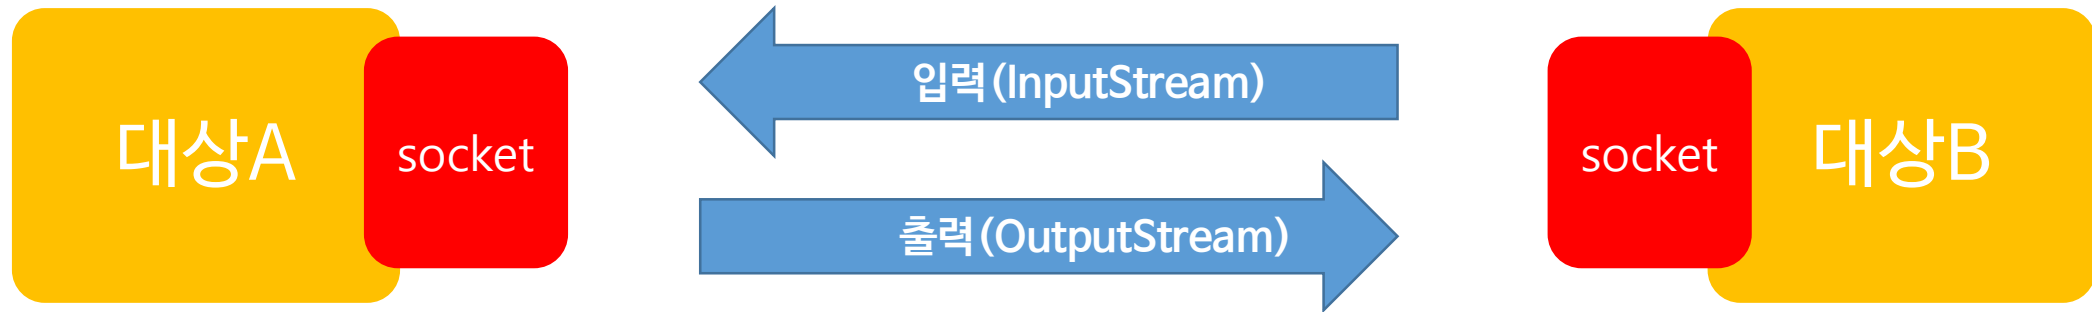 대상A
socket
입력(InputStream)
출력(OutputStream)
socket
대상B